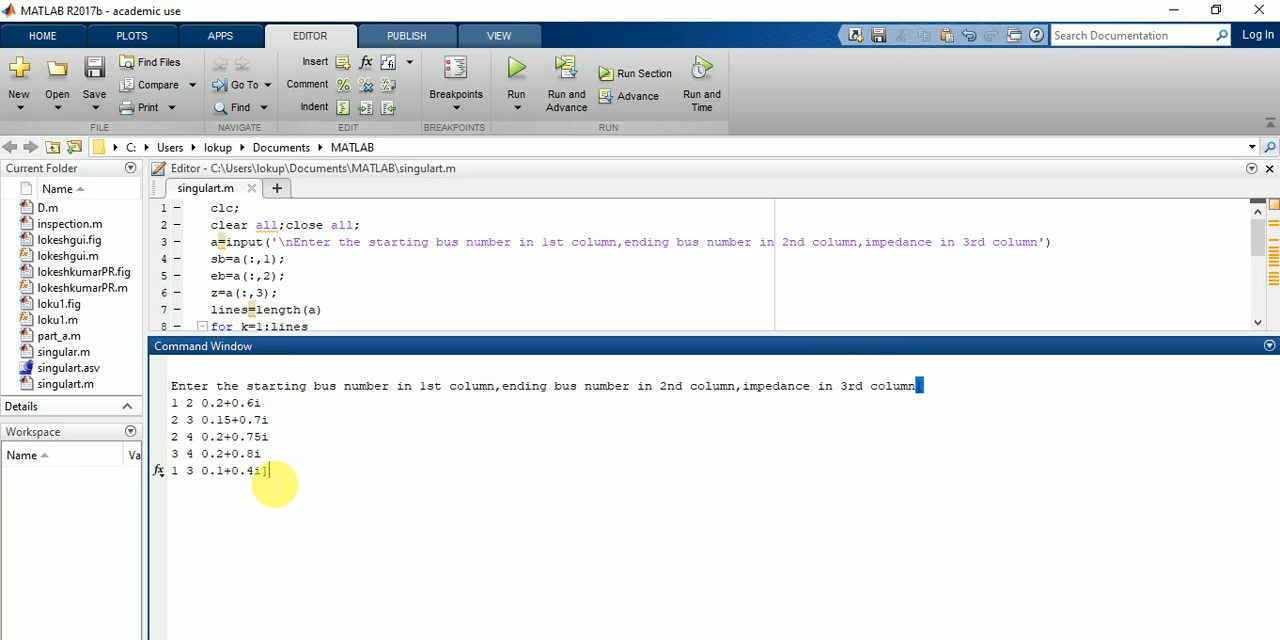 MATLAB R2017b - academic use
HOME PLOTS APPS EDITOR PUBLISH VIEW Search Documentation Log In
New Open Save Find Files Compare Print
Go To Find
Insert fx
Comment % %
Indent
Breakpoints Run Run and Advance Run Section Advance Run and Time
FILE NAVIGATE EDIT BREAKPOINTS RUN
C: Users lokup Documents MATLAB
Current Folder
Name
D.m
inspection.m
lokeshgui.fig
lokeshgui.m
lokeshkumarPR.fig
lokeshkumarPR.m
loku1.fig
loku1.m
part_a.m
singular.m
singulart.asv
singulart.m
Details
Workspace
Name Va
Editor - C:\Users\lokup\Documents\MATLAB\singulart.m
singulart.m
1 clc;
2 clear all;close all;
3 a=input('\nEnter the starting bus number in 1st column,ending bus number in 2nd column,impedance in 3rd column')
4 sb=a(:,1);
5 eb=a(:,2);
6 z=a(:,3);
7 lines=length(a)
8 for k=1:lines
Command Window
Enter the starting bus number in 1st column,ending bus number in 2nd column,impedance in 3rd column[
1 2 0.2+0.6i
2 3 0.15+0.7i
2 4 0.2+0.75i
3 4 0.2+0.8i
fx 1 3 0.1+0.4i]